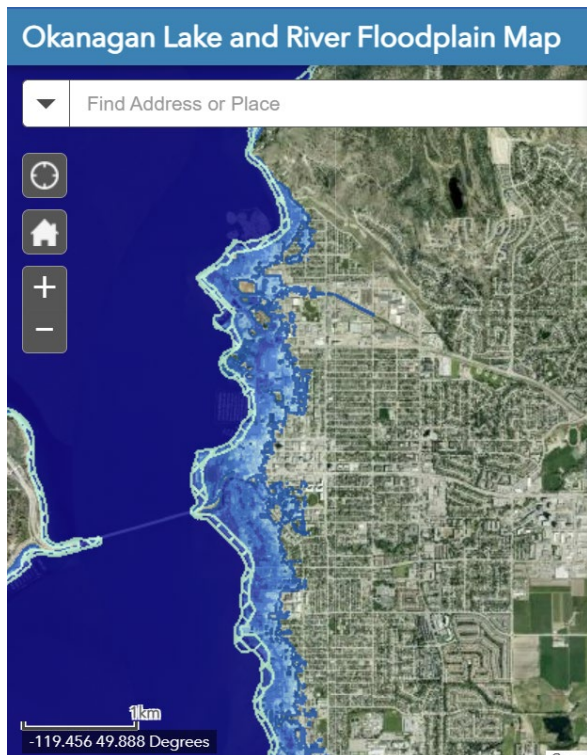 Okanagan Lake and River Floodplain Map
Find Address or Place
+
−
1km
-119.456 49.888 Degrees